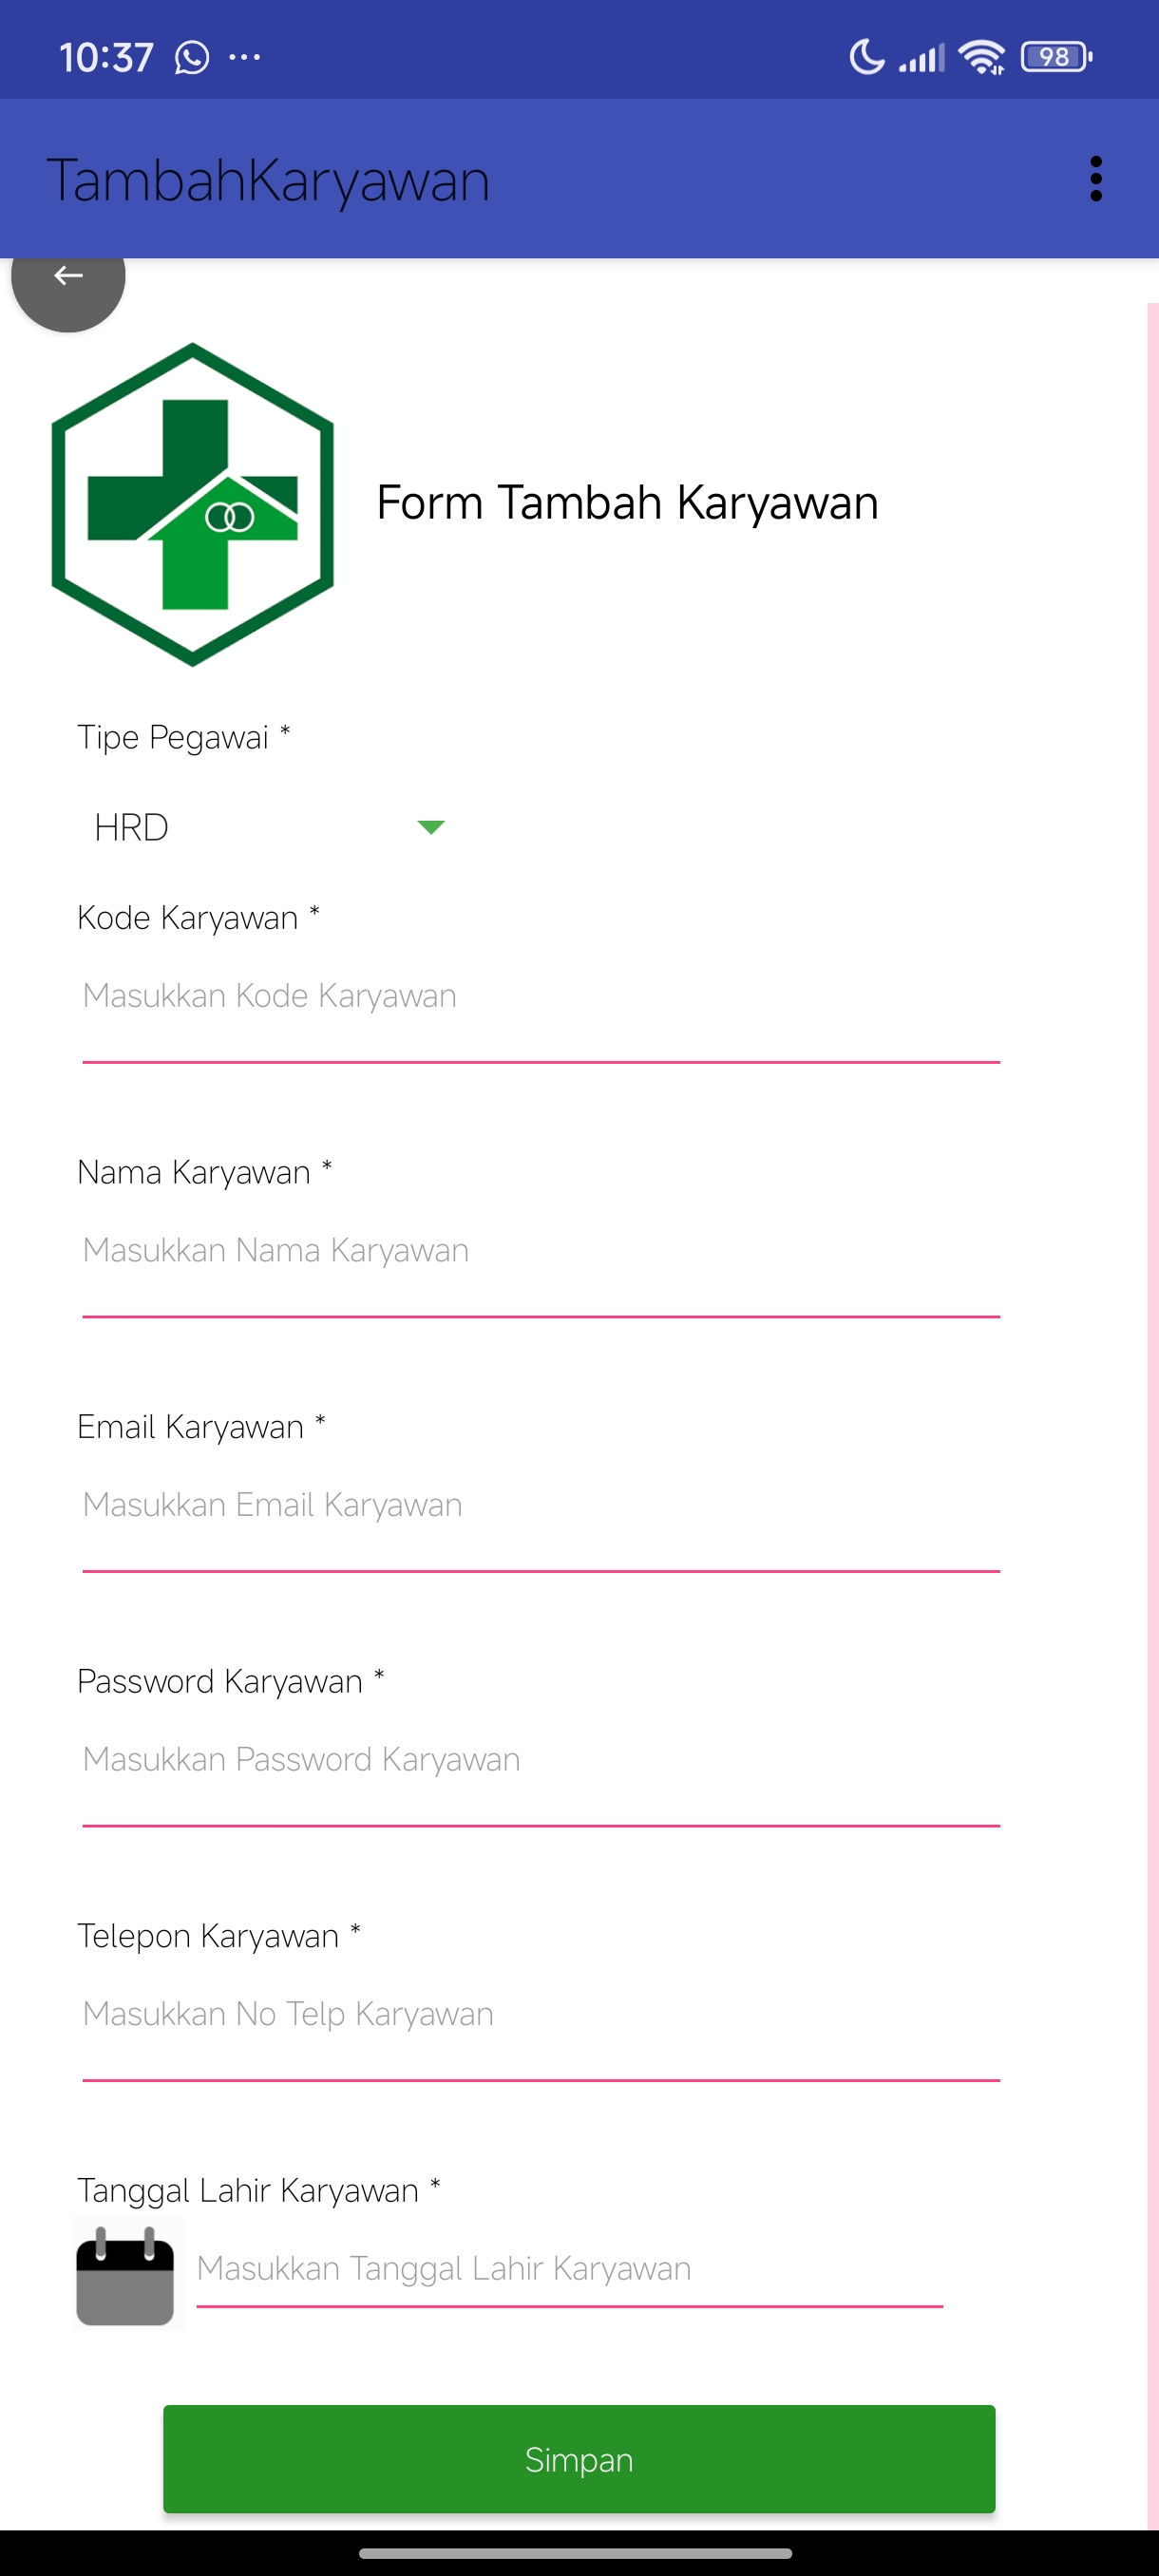 10:37
98
TambahKaryawan
Form Tambah Karyawan
Tipe Pegawai *
HRD
Kode Karyawan *
Masukkan Kode Karyawan
Nama Karyawan *
Masukkan Nama Karyawan
Email Karyawan *
Masukkan Email Karyawan
Password Karyawan *
Masukkan Password Karyawan
Telepon Karyawan *
Masukkan No Telp Karyawan
Tanggal Lahir Karyawan *
Masukkan Tanggal Lahir Karyawan
Simpan